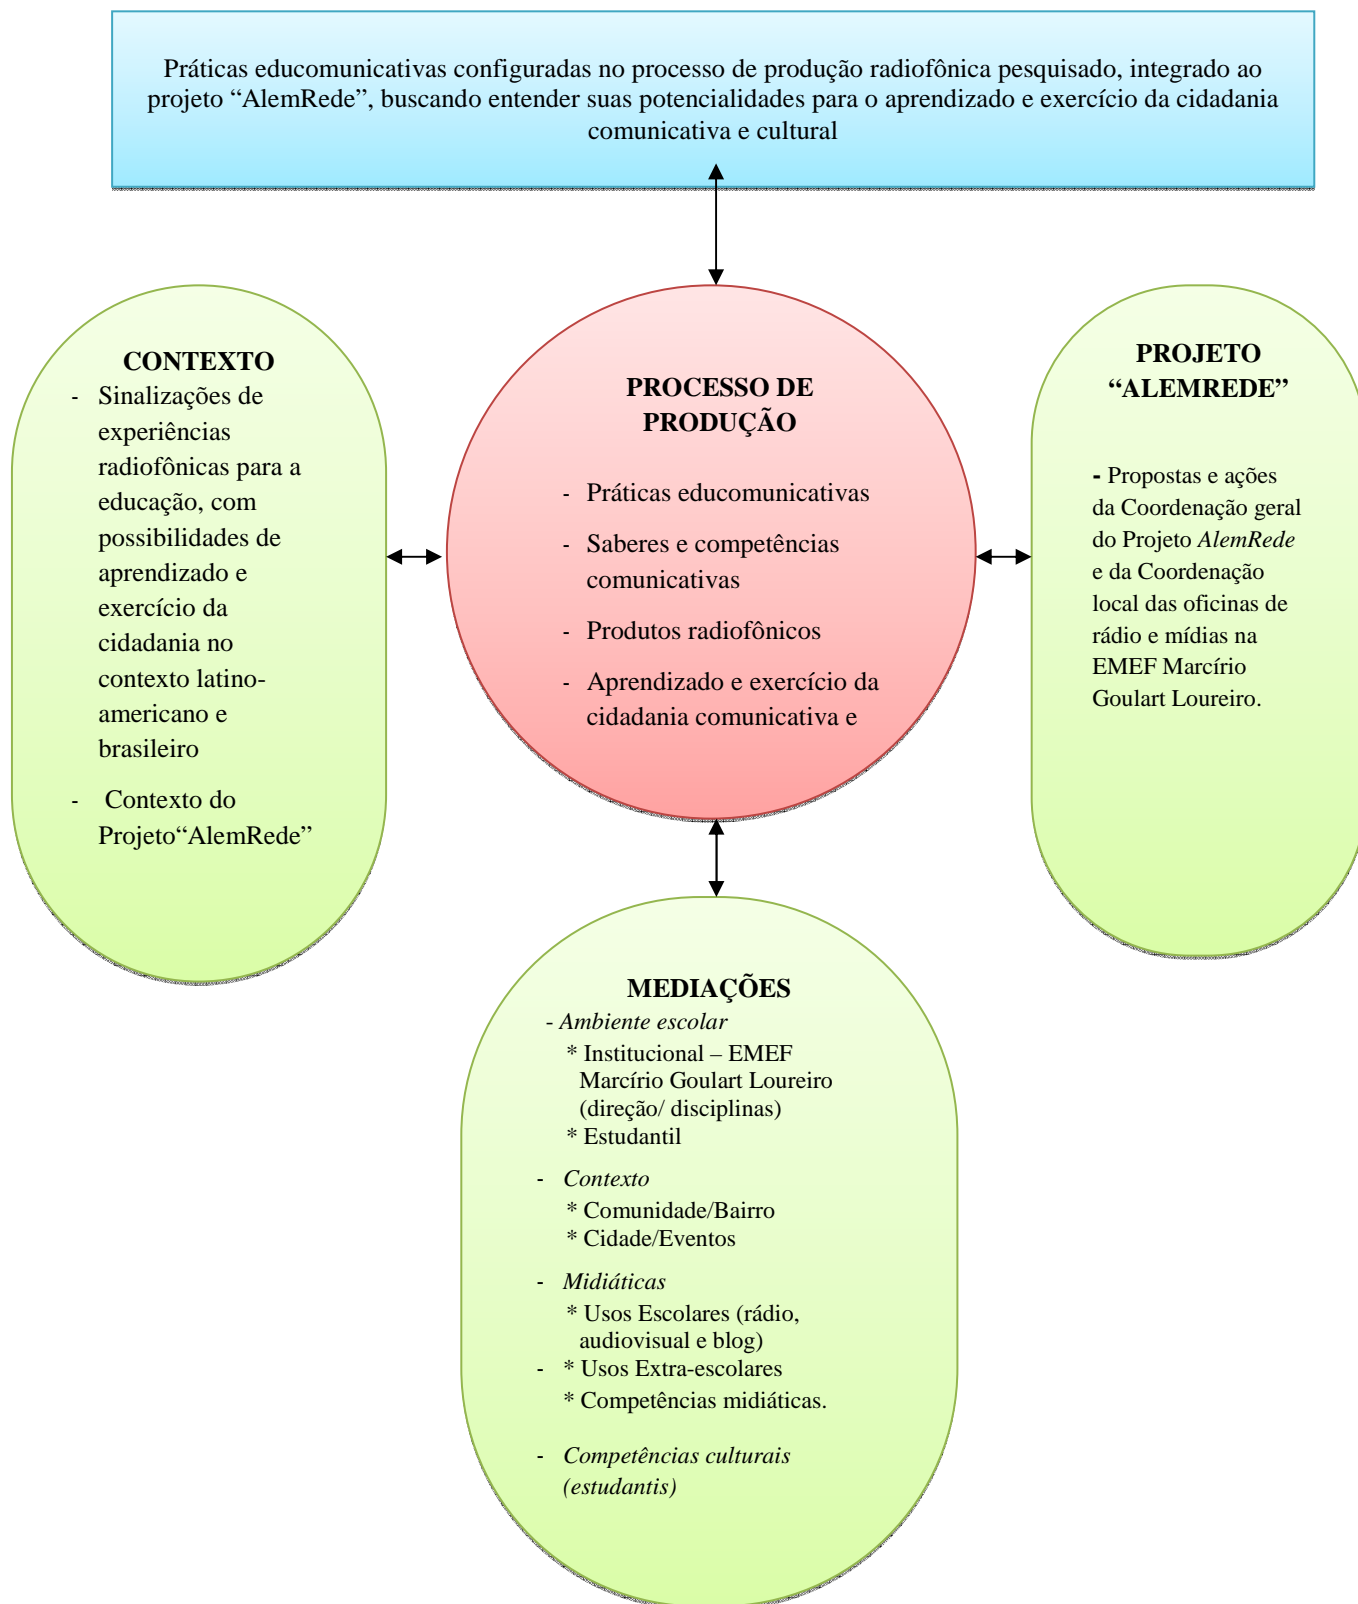 Práticas educomunicativas configuradas no processo de produção radiofônica pesquisado, integrado ao
projeto “AlemRede”, buscando entender suas potencialidades para o aprendizado e exercício da cidadania
comunicativa e cultural
CONTEXTO
- Sinalizações de
experiências
radiofônicas para a
educação, com
possibilidades de
aprendizado e
exercício da
cidadania no
contexto latino-
americano e
brasileiro
- Contexto do
Projeto“AlemRede”
PROCESSO DE
PRODUÇÃO
- Práticas educomunicativas
- Saberes e competências
comunicativas
- Produtos radiofônicos
- Aprendizado e exercício da
cidadania comunicativa e
PROJETO
“ALEMREDE”
- Propostas e ações
da Coordenação geral
do Projeto AlemRede
e da Coordenação
local das oficinas de
rádio e mídias na
EMEF Marcírio
Goulart Loureiro.
MEDIAÇÕES
- Ambiente escolar
* Institucional – EMEF
Marcírio Goulart Loureiro
(direção/ disciplinas)
* Estudantil
- Contexto
* Comunidade/Bairro
* Cidade/Eventos
- Midiáticas
* Usos Escolares (rádio,
audiovisual e blog)
- * Usos Extra-escolares
* Competências midiáticas.
- Competências culturais
(estudantis)